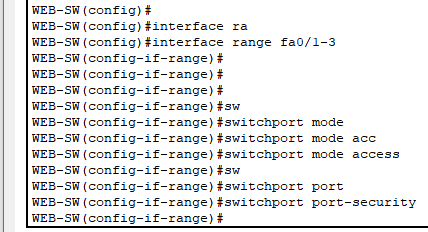 WEB-SW(config)#
WEB-SW(config)#interface ra
WEB-SW(config)#interface range fa0/1-3
WEB-SW(config-if-range)#
WEB-SW(config-if-range)#
WEB-SW(config-if-range)#
WEB-SW(config-if-range)#sw
WEB-SW(config-if-range)#switchport mode
WEB-SW(config-if-range)#switchport mode acc
WEB-SW(config-if-range)#switchport mode access
WEB-SW(config-if-range)#sw
WEB-SW(config-if-range)#switchport port
WEB-SW(config-if-range)#switchport port-security
WEB-SW(config-if-range)#